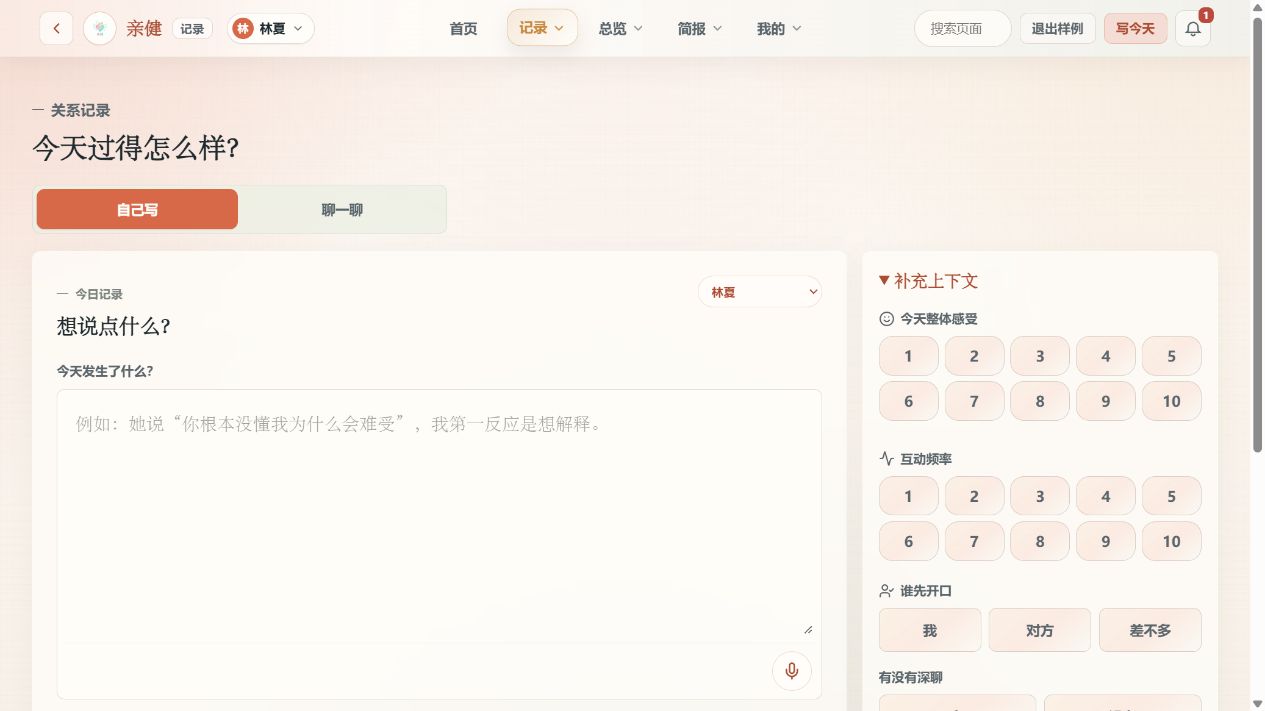 亲健 记录 林 林夏 首页 记录 总览 简报 我的 搜索页面 退出样例 写今天 1
关系记录
今天过得怎么样?
自己写 聊一聊
今日记录 林夏
想说点什么?
今天发生了什么?
例如：她说“你根本没懂我为什么会难受”，我第一反应是想解释。
补充上下文
今天整体感受
1 2 3 4 5
6 7 8 9 10
互动频率
1 2 3 4 5
6 7 8 9 10
谁先开口
我 对方 差不多
有没有深聊